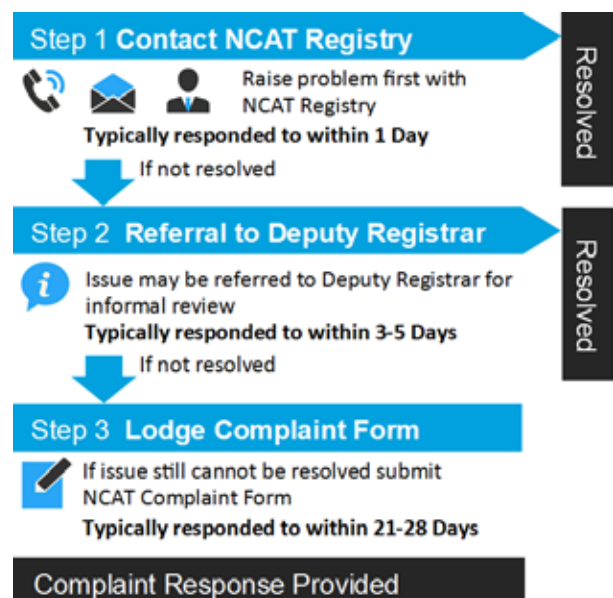 Step 1 Contact NCAT Registry
Resolved
Raise problem first with
NCAT Registry
Typically responded to within 1 Day
If not resolved
Step 2 Referral to Deputy Registrar
Resolved
i
Issue may be referred to Deputy Registrar for
informal review
Typically responded to within 3-5 Days
If not resolved
Step 3 Lodge Complaint Form
If issue still cannot be resolved submit
NCAT Complaint Form
Typically responded to within 21-28 Days
Complaint Response Provided